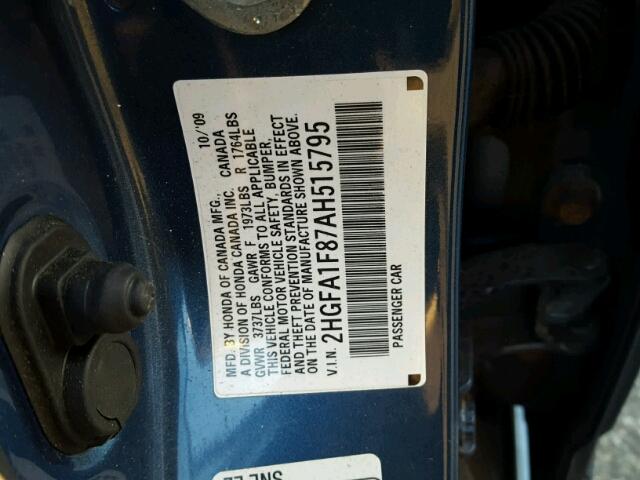 MFD. BY HONDA OF CANADA MFG., CANADA 10/'09
A DIVISION OF HONDA CANADA INC.
GVWR 3737LBS GAWR F 1973LBS R 1764LBS
THIS VEHICLE CONFORMS TO ALL APPLICABLE
FEDERAL MOTOR VEHICLE SAFETY, BUMPER,
AND THEFT PREVENTION STANDARDS IN EFFECT
ON THE DATE OF MANUFACTURE SHOWN ABOVE.
V.I.N. 2HGFA1F87AH515795
PASSENGER CAR